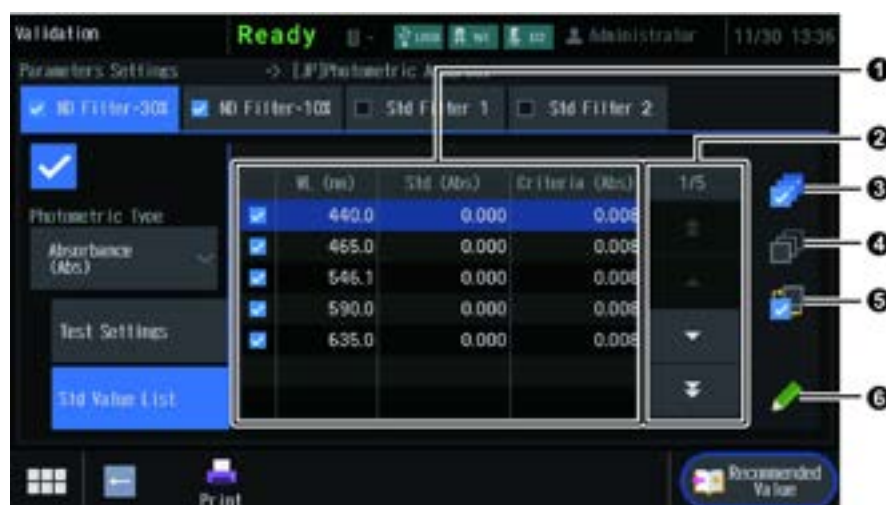 Validation Ready Administrator 11/30 13:36
Parameters Settings -> [JP]Photometric
ND Filter-30% ND Filter-10% Std Filter 1 Std Filter 2
WL (nm) Std (Abs) Criteria (Abs) 1/5
Photometric Type
440.0 0.000 0.008
Absorbance
(Abs)
465.0 0.000 0.008
546.1 0.000 0.008
590.0 0.000 0.008
Test Settings
635.0 0.000 0.008
Std Value List
Print
Recommended
Value
1
2
3
4
5
6